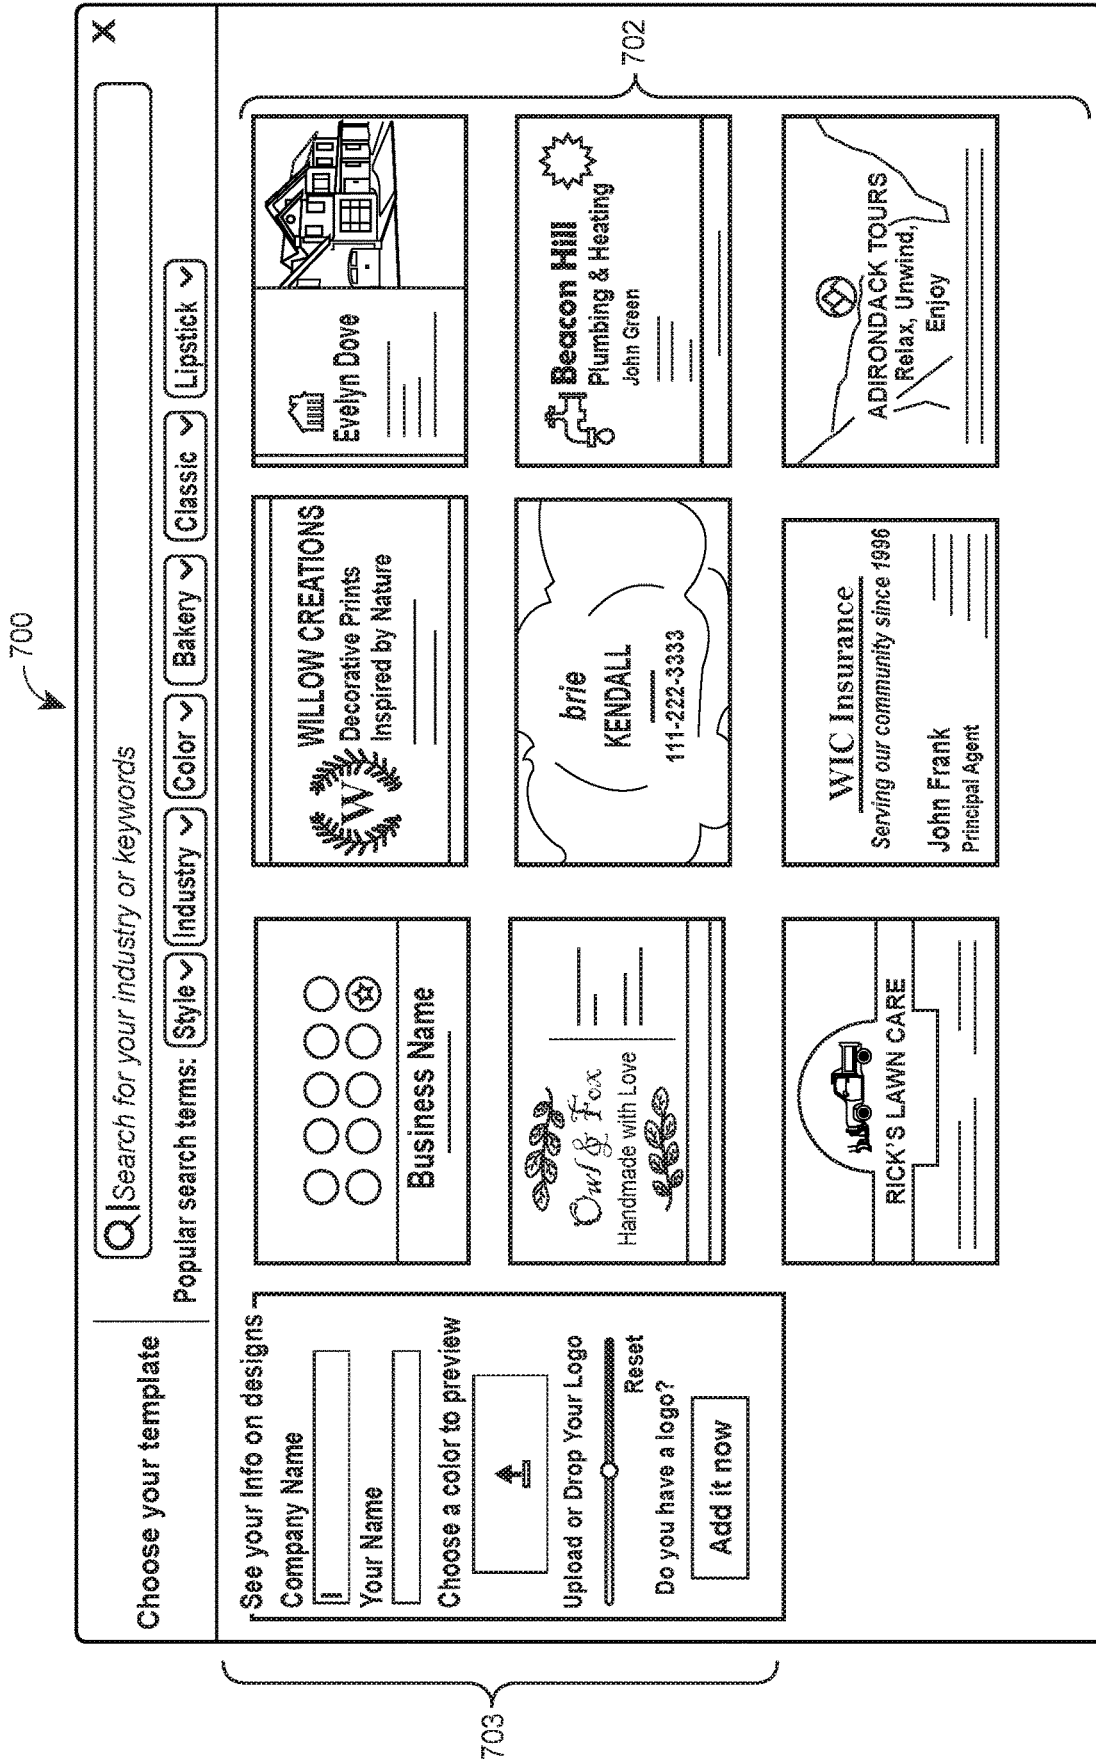 700
Choose your template
X
Search for your industry or keywords
Popular search terms: Style Industry Color Bakery Classic Lipstick
703
See your Info on designs
Company Name
Your Name
Choose a color to preview
Upload or Drop Your Logo
Reset
Do you have a logo?
Add it now
702
Business Name
W
WILLOW CREATIONS
Decorative Prints
Inspired by Nature
Evelyn Dove
Owl & Fox
Handmade with Love
brie
KENDALL
111-222-3333
Beacon Hill
Plumbing & Heating
John Green
RICK'S LAWN CARE
WIC Insurance
Serving our community since 1996
John Frank
Principal Agent
ADIRONDACK TOURS
Relax, Unwind,
Enjoy